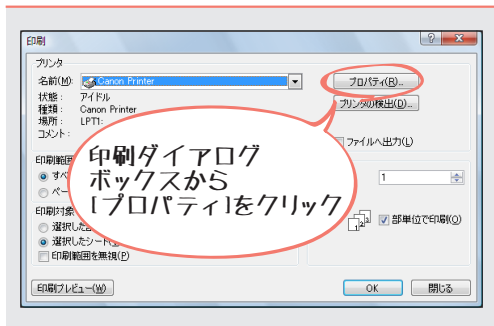 印刷
プリンタ
名前(M): Canon Printer
プロパティ(R)...
状態: アイドル
プリンタの検出(D)...
種類: Canon Printer
場所: LPT1:
コメント:
ファイルへ出力(L)
印刷ダイアログ
ボックスから
[プロパティ]をクリック
印刷範囲
1
印刷対象
選択した
部単位で印刷(O)
選択したシート
印刷範囲を無視(P)
印刷プレビュー(W)
OK
閉じる